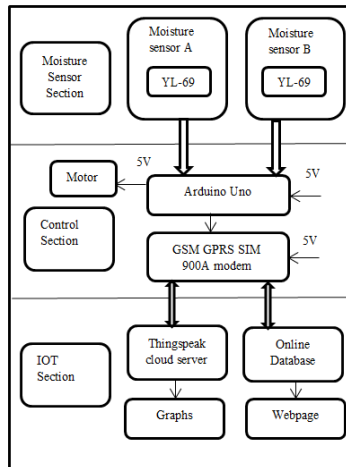 Moisture
Sensor
Section
Moisture
sensor A
YL-69
Moisture
sensor B
YL-69
Motor
5V
Arduino Uno
5V
Control
Section
GSM GPRS SIM
900A modem
5V
IOT
Section
Thingspeak
cloud server
Online
Database
Graphs
Webpage